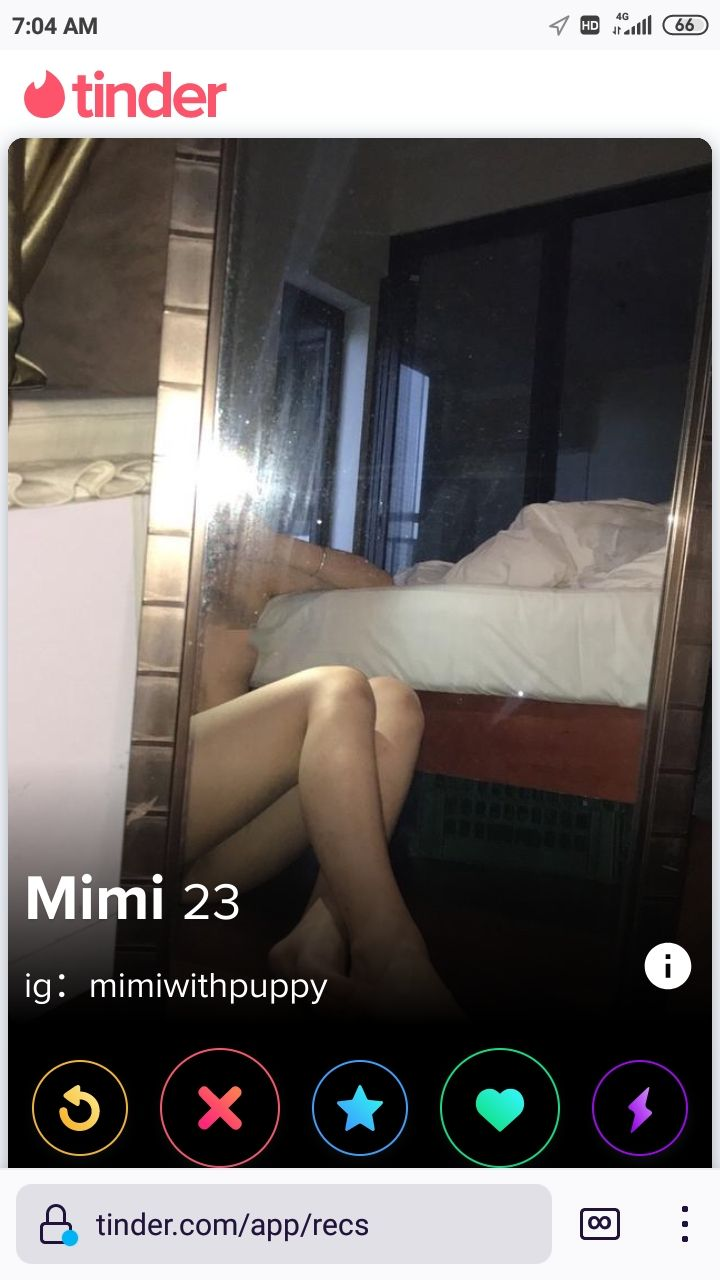 7:04 AM
HD 4G 66
tinder
Mimi 23
ig： mimiwithpuppy
tinder.com/app/recs